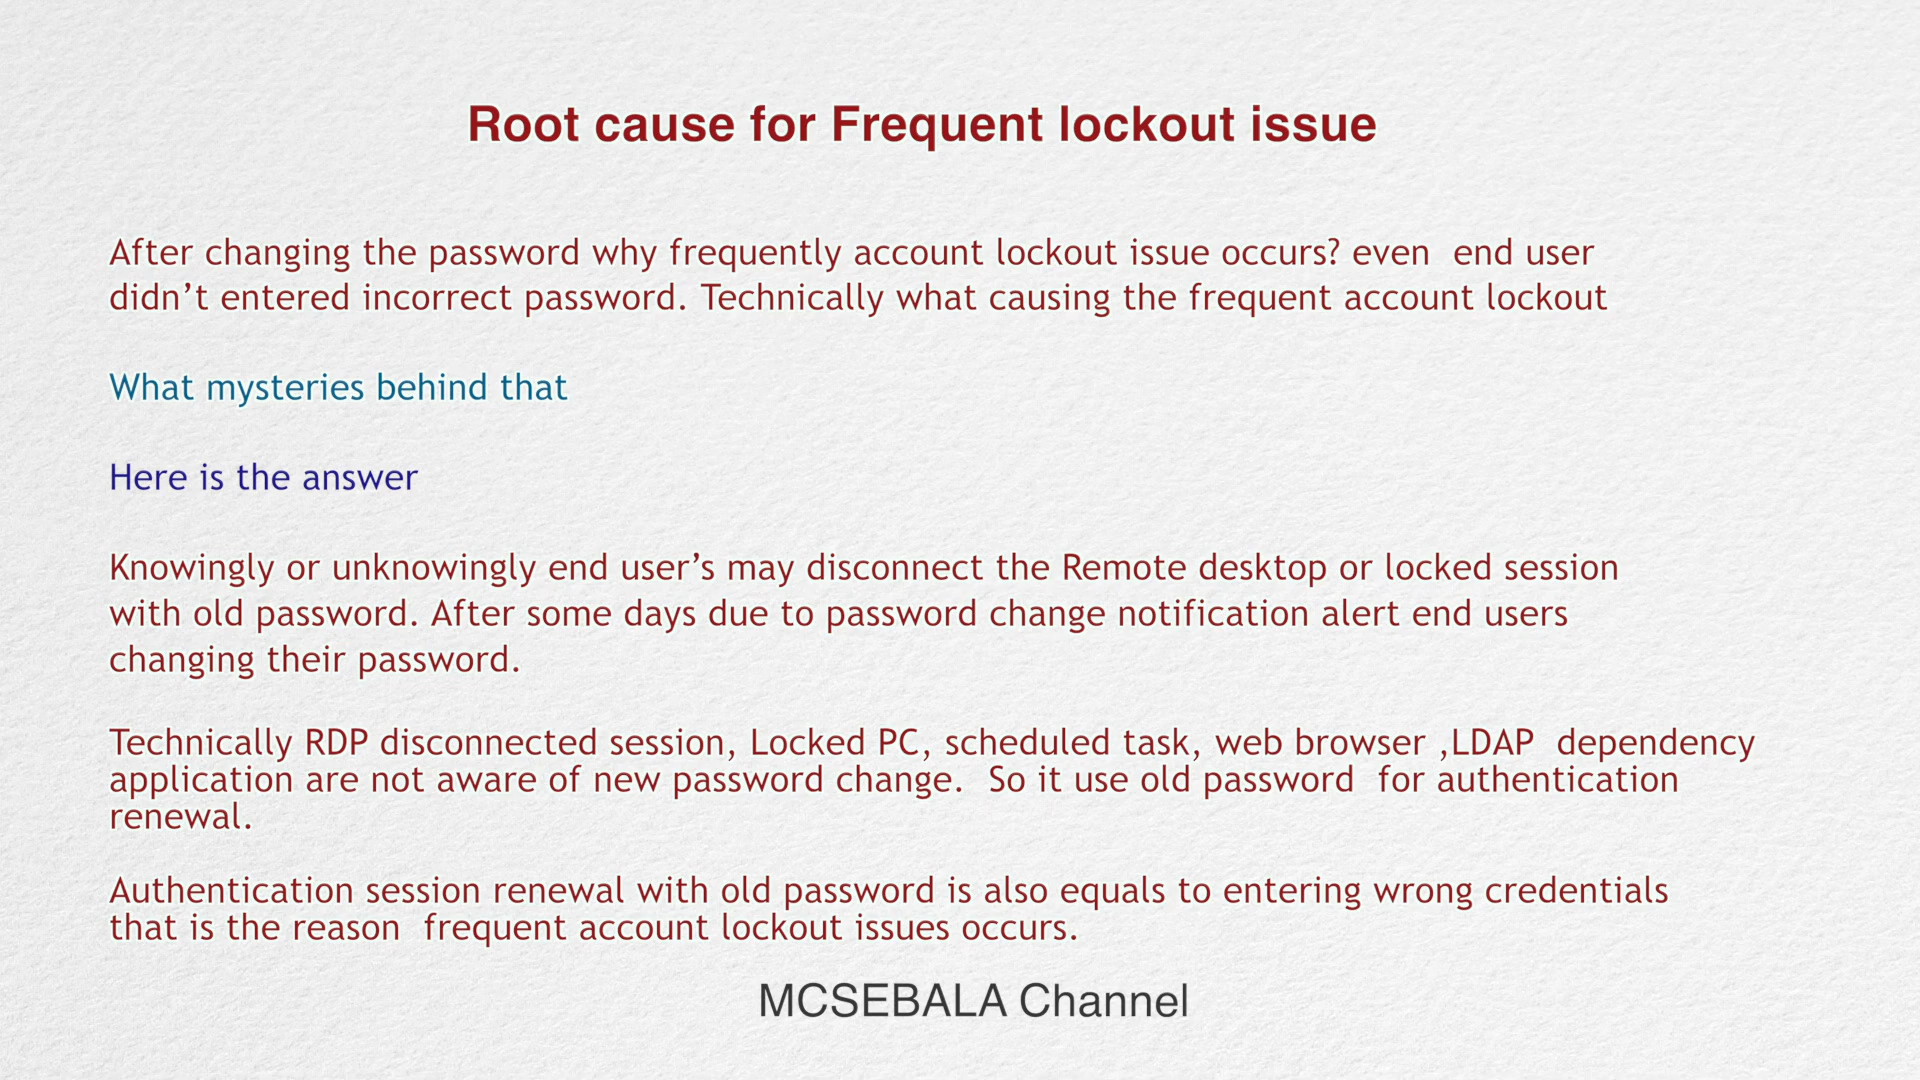 Root cause for Frequent lockout issue
After changing the password why frequently account lockout issue occurs? even  end user
didn’t entered incorrect password. Technically what causing the frequent account lockout
What mysteries behind that
Here is the answer
Knowingly or unknowingly end user’s may disconnect the Remote desktop or locked session
with old password. After some days due to password change notification alert end users
changing their password.
Technically RDP disconnected session, Locked PC, scheduled task, web browser ,LDAP  dependency
application are not aware of new password change.  So it use old password  for authentication
renewal.
Authentication session renewal with old password is also equals to entering wrong credentials
that is the reason  frequent account lockout issues occurs.
MCSEBALA Channel